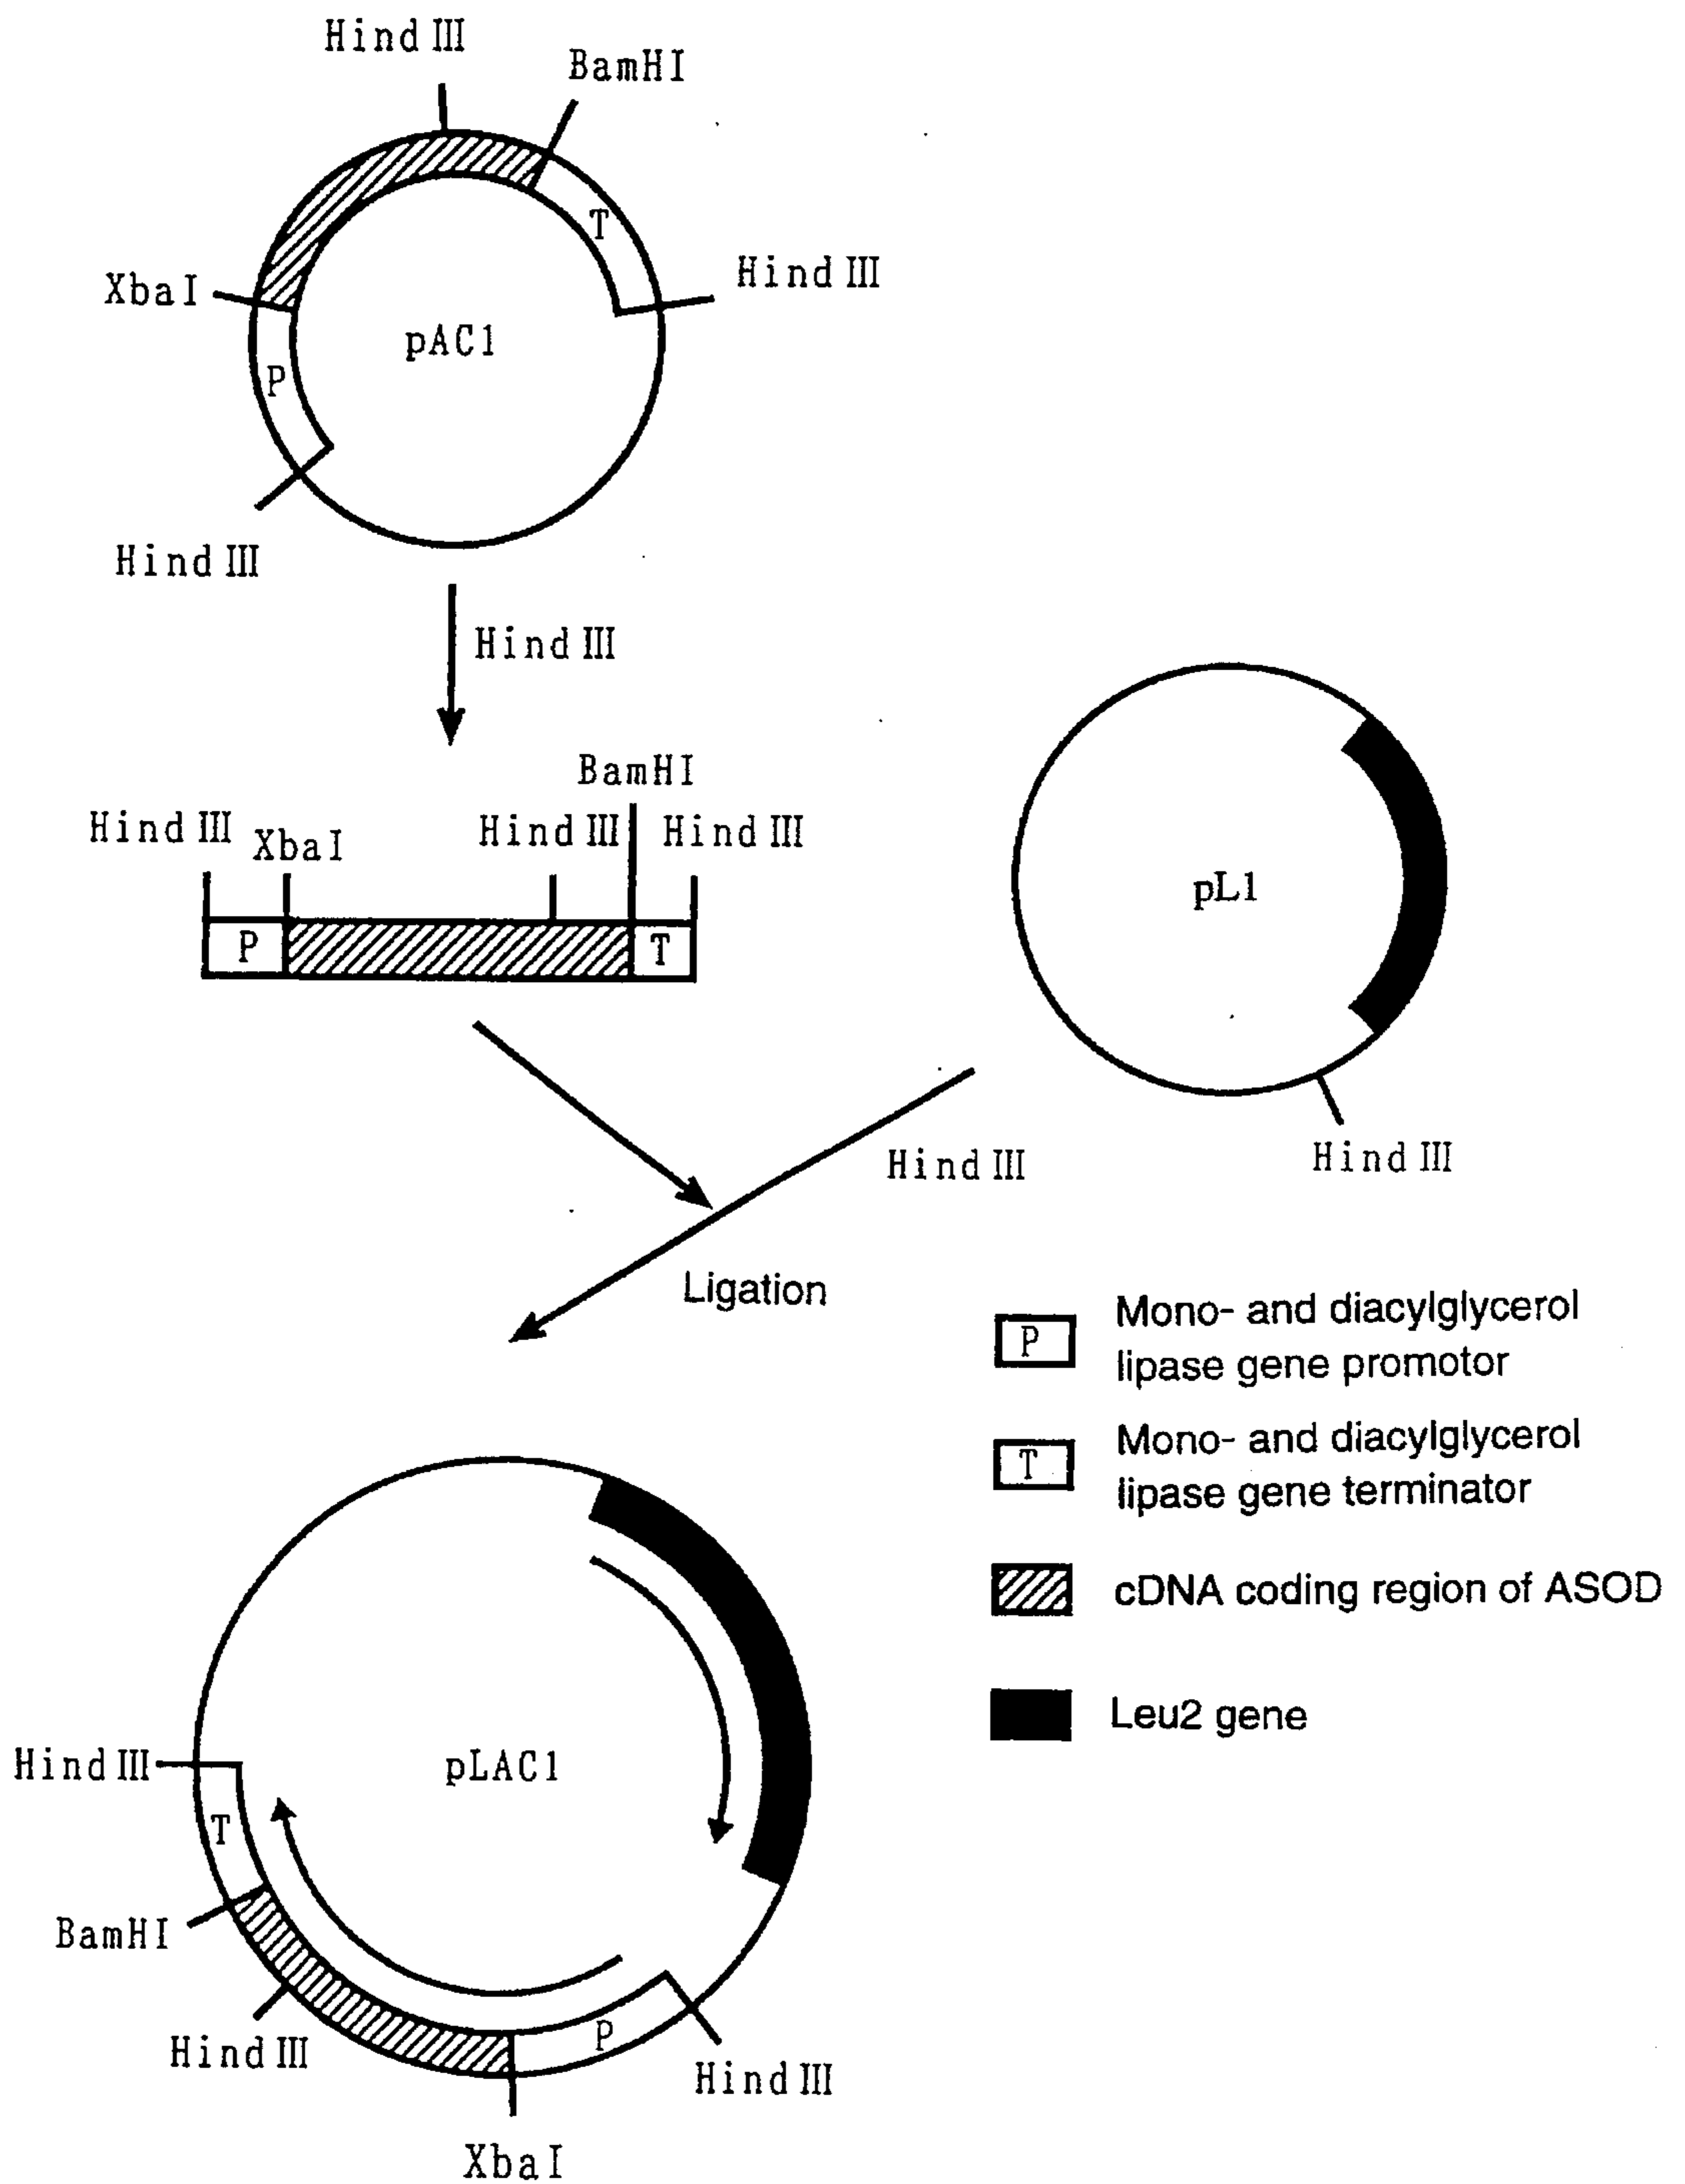 Hind III
BamHI
T
XbaI
Hind III
pAC1
P
Hind III
Hind III
BamHI
Hind III
XbaI
Hind III
Hind III
P
T
pL1
Hind III
Hind III
Ligation
P
Mono- and diacylglycerol
lipase gene promotor
T
Mono- and diacylglycerol
lipase gene terminator
cDNA coding region of ASOD
Leu2 gene
Hind III
pLAC1
T
BamHI
Hind III
P
Hind III
XbaI